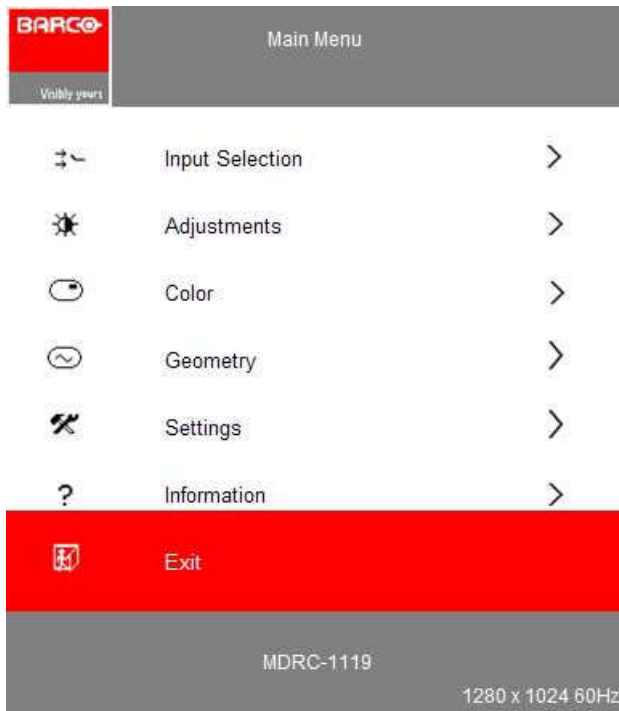 BARCO
Visibly yours
Main Menu
Input Selection >
Adjustments >
Color >
Geometry >
Settings >
? Information >
Exit
MDRC-1119
1280 x 1024 60Hz